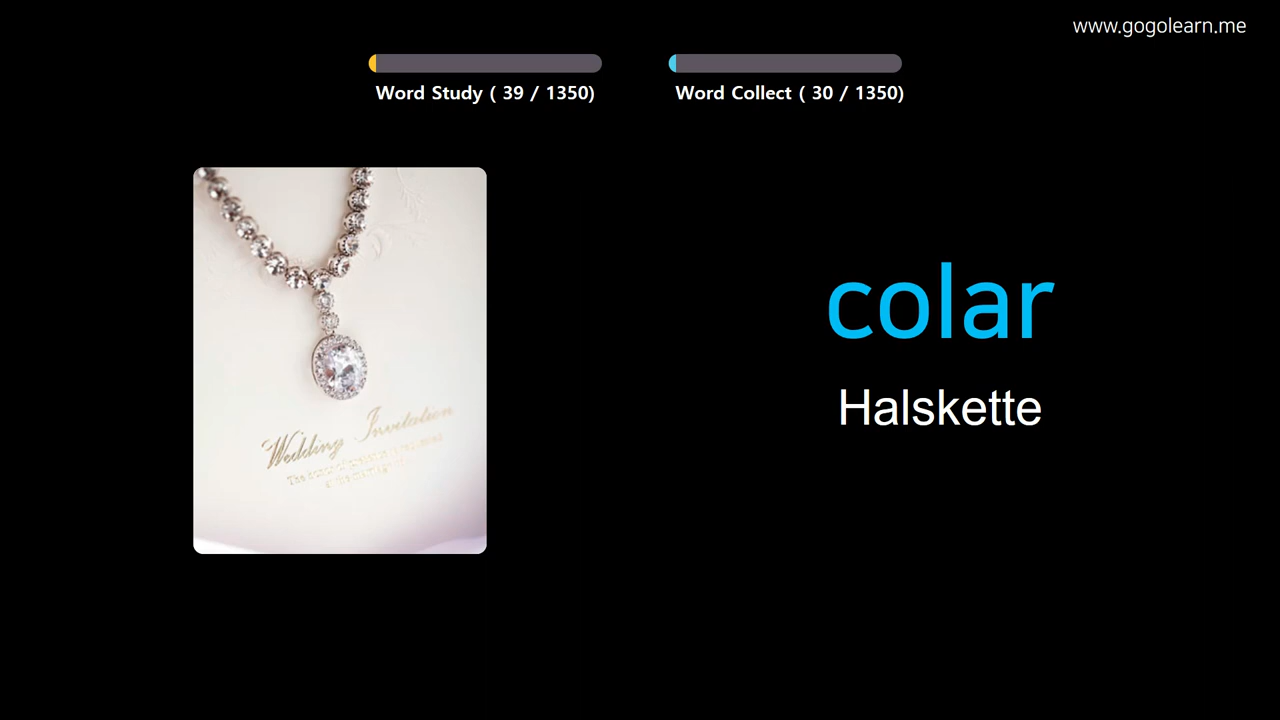 www.gogolearn.me
Word Study ( 39 / 1350)
Word Collect ( 30 / 1350)
colar
Halskette
Wedding Invitation